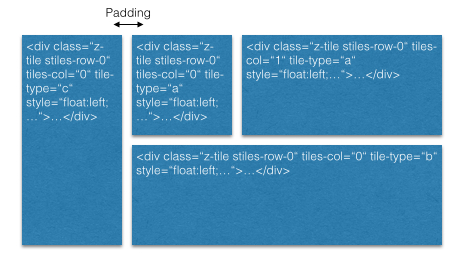 Padding
<div class="z-
tile stiles-row-0"
tiles-col="0" tile-
type="c"
style="float:left;
…“>…</div>
<div class="z-
tile stiles-row-0"
tiles-col="0" tile-
type="a"
style="float:left;
…“>…</div>
<div class="z-tile stiles-row-0" tiles-
col="1" tile-type="a"
style="float:left;…“>…</div>
<div class="z-tile stiles-row-0" tiles-col="0" tile-type="b"
style="float:left;…“>…</div>